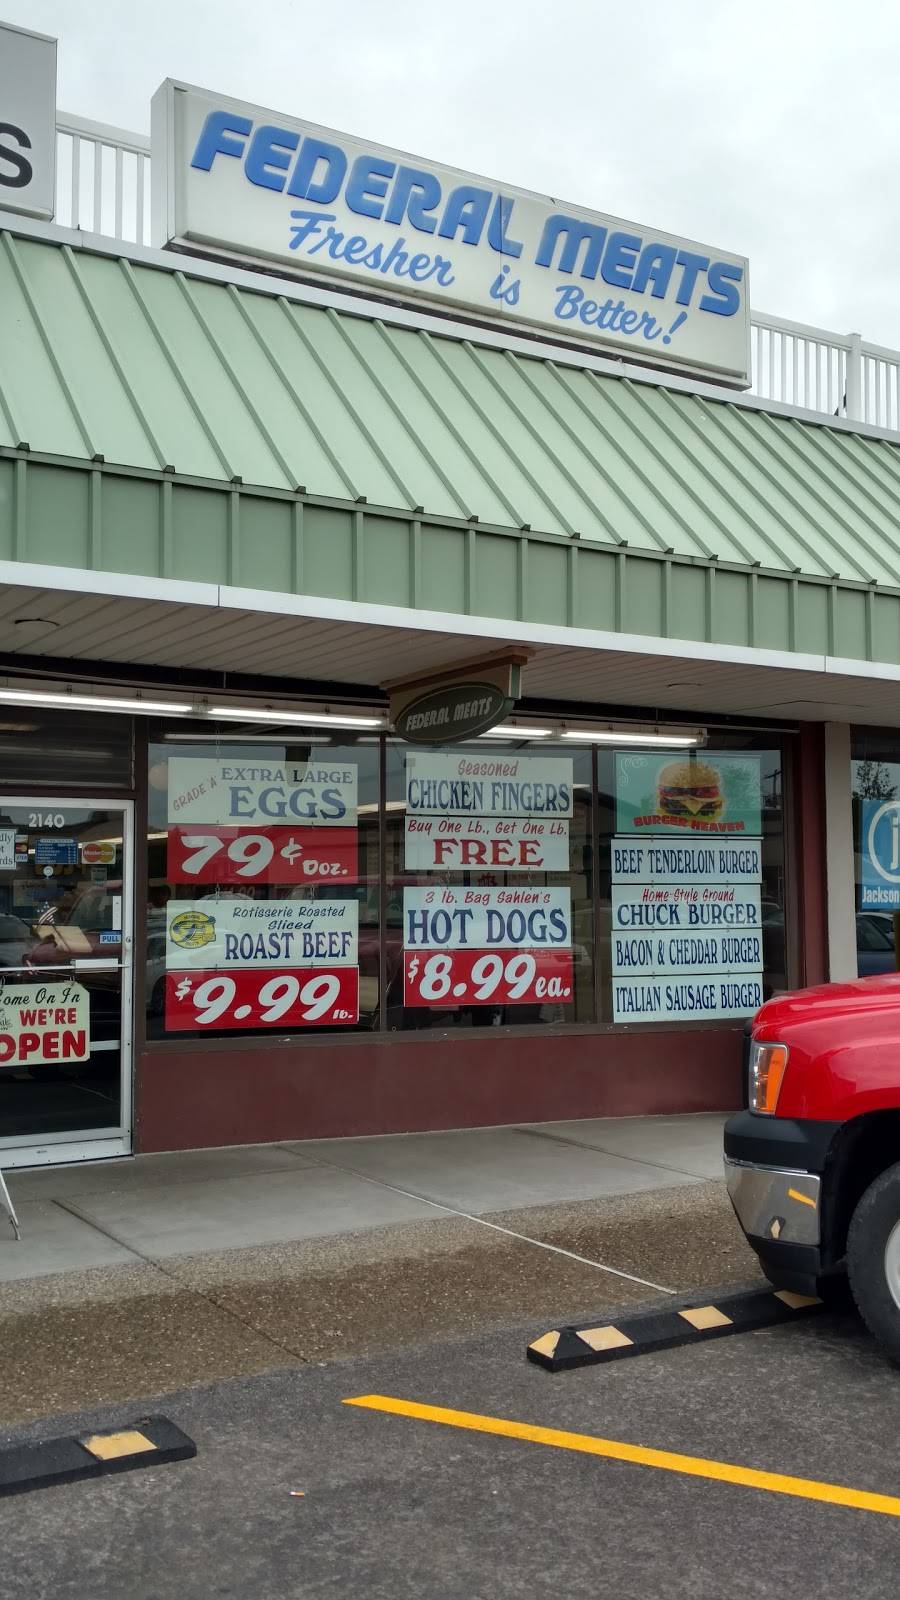 S
FEDERAL MEATS
Fresher is Better!
FEDERAL MEATS
2140
PULL
Come On In
WE'RE
OPEN
GRADE A EXTRA LARGE
EGGS
79¢ Doz.
Rotisserie Roasted
Sliced
ROAST BEEF
$9.99 lb.
Seasoned
CHICKEN FINGERS
Buy One Lb., Get One Lb.
FREE
3 lb. Bag Sahlen's
HOT DOGS
$8.99 ea.
BURGER HEAVEN
BEEF TENDERLOIN BURGER
Home-Style Ground
CHUCK BURGER
BACON & CHEDDAR BURGER
ITALIAN SAUSAGE BURGER
j
Jackson